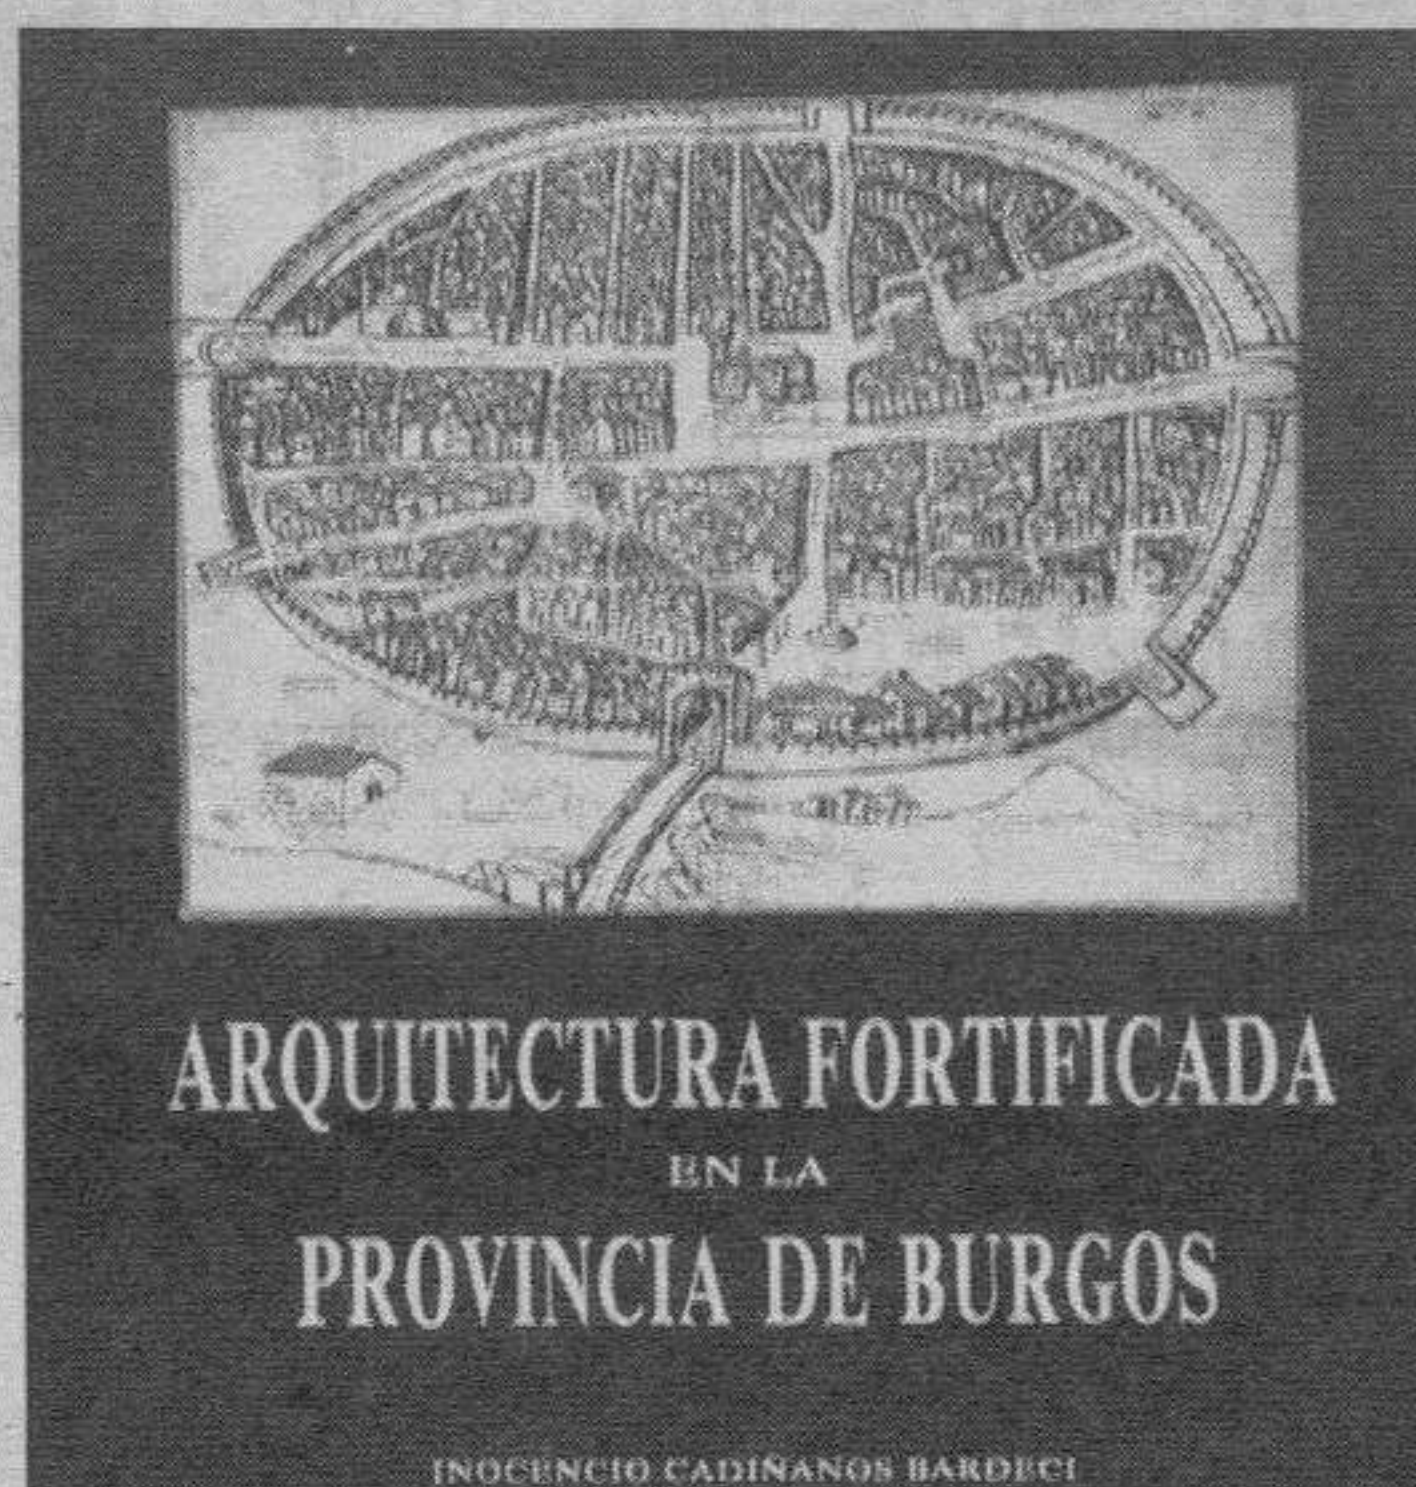 ARQUITECTURA FORTIFICADA
EN LA
PROVINCIA DE BURGOS
INOCENCIO CADIÑANOS BARDECI